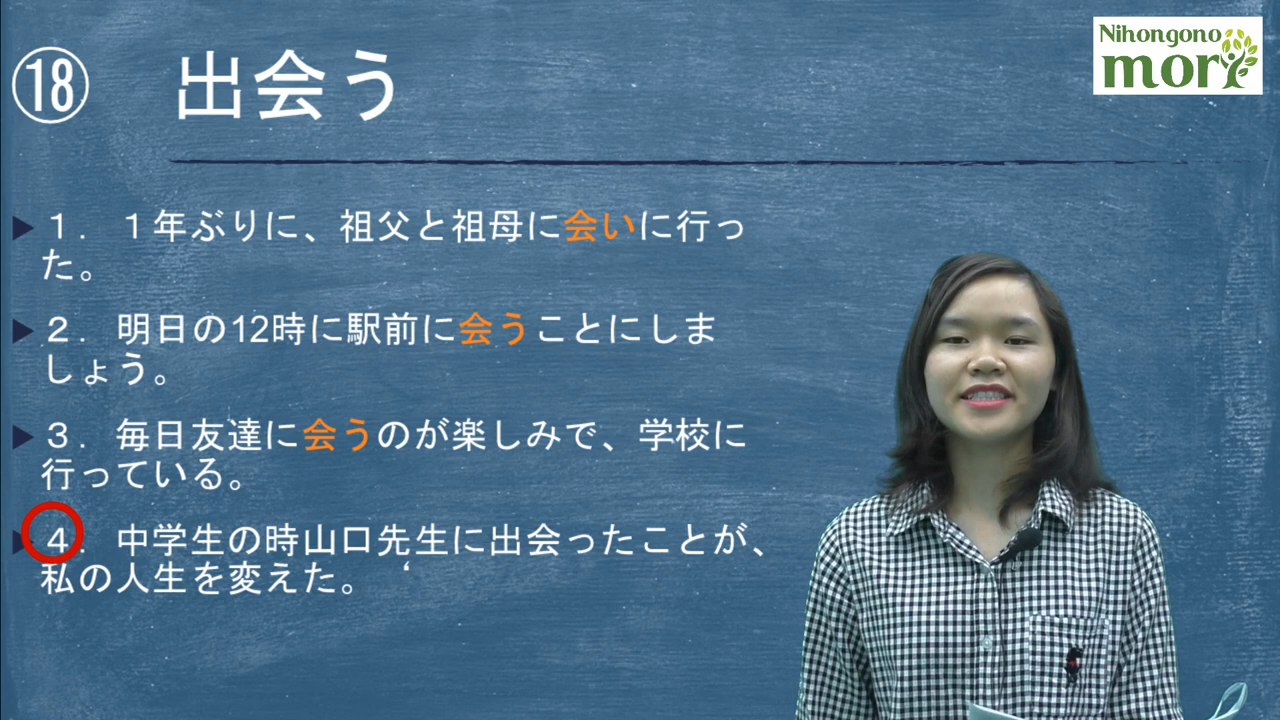 ⑱ 出会う
Nihongono
mori
１．１年ぶりに、祖父と祖母に会いに行っ
た。
２．明日の12時に駅前に会うことにしま
しょう。
３．毎日友達に会うのが楽しみで、学校に
行っている。
４．中学生の時山口先生に出会ったことが、
私の人生を変えた。‘